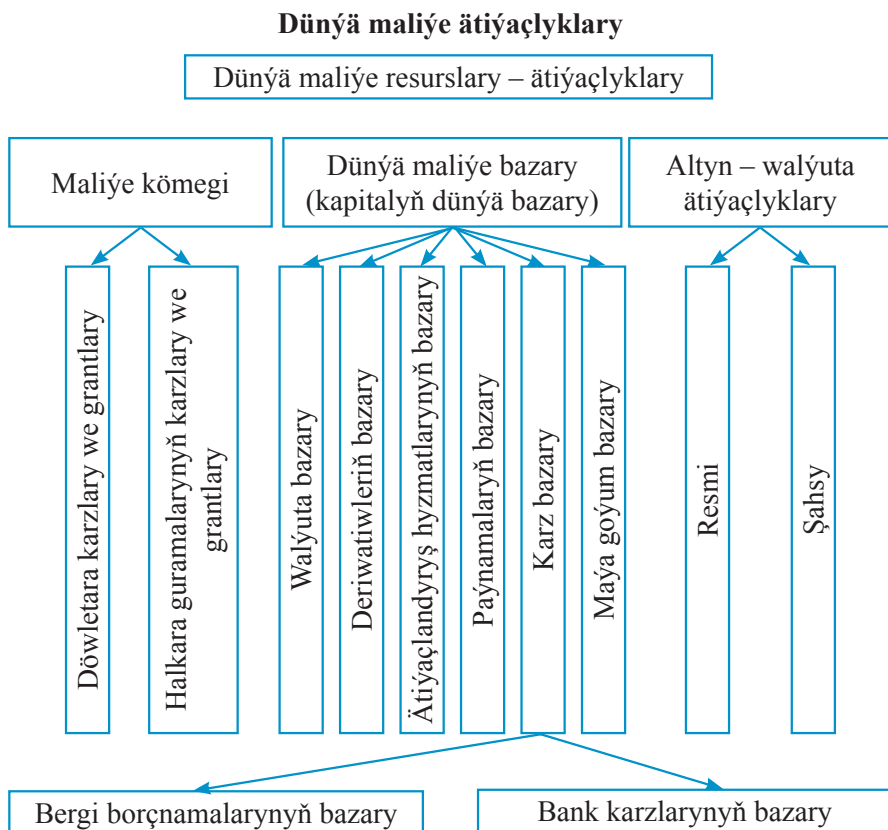 Dünýä maliýe ätiýaçlyklary
Dünýä maliýe resurslary – ätiýaçlyklary
Maliýe kömegi
Dünýä maliýe bazary
(kapitalyň dünýä bazary)
Altyn – walýuta
ätiýaçlyklary
Döwletara karzlary we grantlary
Halkara guramalarynyň karzlary we
grantlary
Walýuta bazary
Deriwatiwleriň bazary
Ätiýaçlandyryş hyzmatlarynyň bazary
Paýnamalaryň bazary
Karz bazary
Maýa goýum bazary
Resmi
Şahsy
Bergi borçnamalarynyň bazary
Bank karzlarynyň bazary